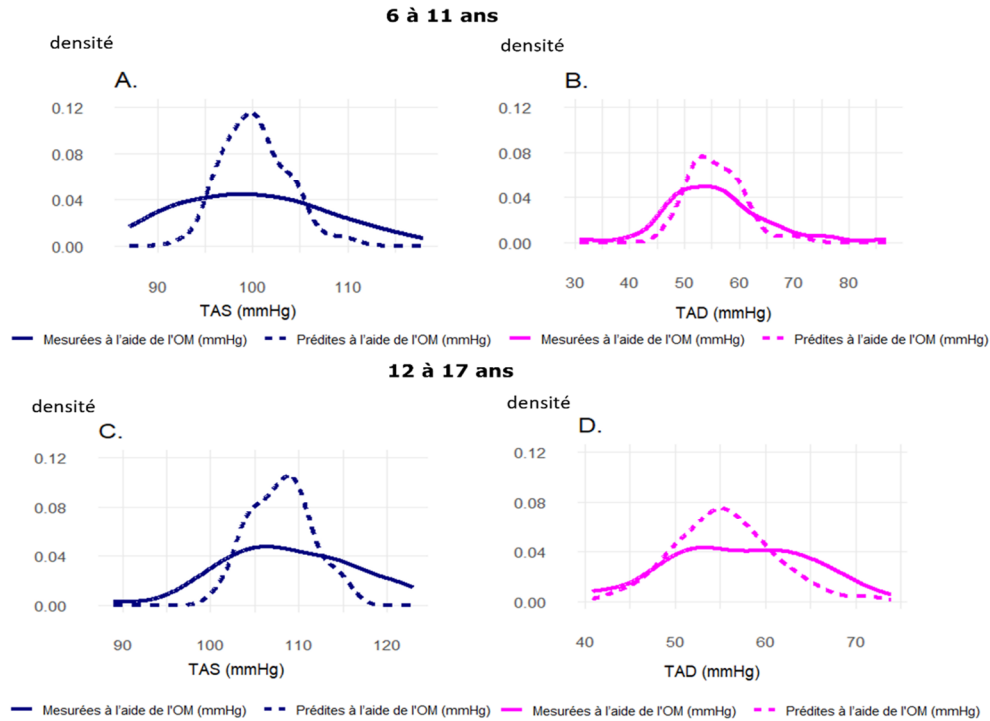 6 à 11 ans
densité
densité
A.
B.
0.12
0.08
0.04
0.00
90 100 110
TAS (mmHg)
0.12
0.08
0.04
0.00
30 40 50 60 70 80
TAD (mmHg)
Mesurées à l'aide de l'OM (mmHg) Prédites à l'aide de l'OM (mmHg) Mesurées à l'aide de l'OM (mmHg) Prédites à l'aide de l'OM (mmHg)
12 à 17 ans
densité
densité
C.
D.
0.12
0.08
0.04
0.00
90 100 110 120
TAS (mmHg)
0.12
0.08
0.04
0.00
40 50 60 70
TAD (mmHg)
Mesurées à l'aide de l'OM (mmHg) Prédites à l'aide de l'OM (mmHg) Mesurées à l'aide de l'OM (mmHg) Prédites à l'aide de l'OM (mmHg)